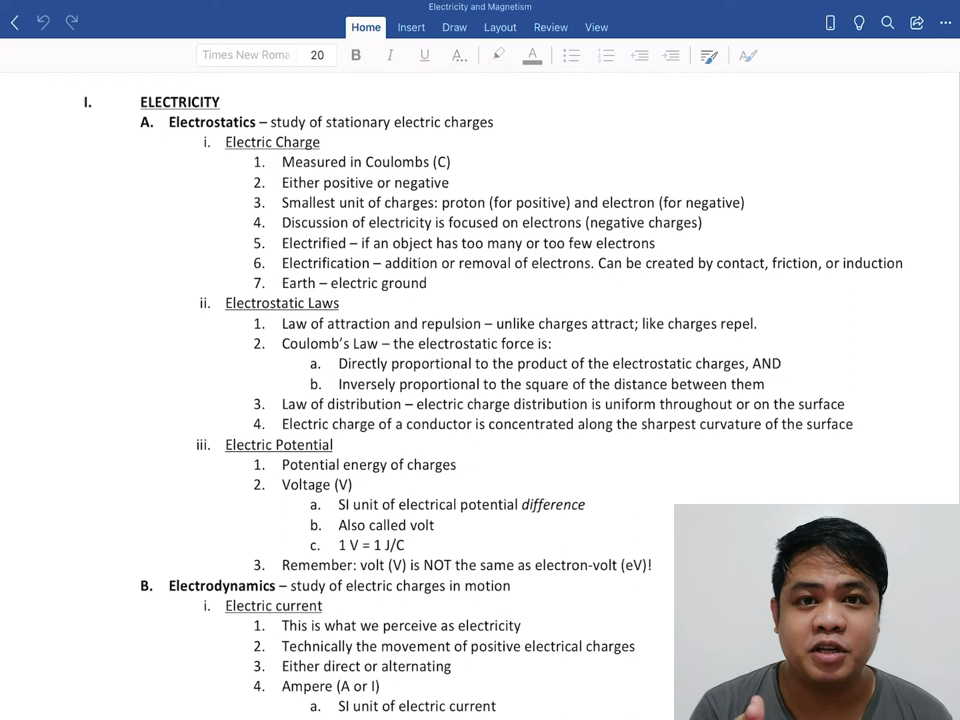 Electricity and Magnetism
Home Insert Draw Layout Review View
Times New Roma 20 B I U A... A A
I. ELECTRICITY
A. Electrostatics – study of stationary electric charges
i. Electric Charge
1. Measured in Coulombs (C)
2. Either positive or negative
3. Smallest unit of charges: proton (for positive) and electron (for negative)
4. Discussion of electricity is focused on electrons (negative charges)
5. Electrified – if an object has too many or too few electrons
6. Electrification – addition or removal of electrons. Can be created by contact, friction, or induction
7. Earth – electric ground
ii. Electrostatic Laws
1. Law of attraction and repulsion – unlike charges attract; like charges repel.
2. Coulomb's Law – the electrostatic force is:
a. Directly proportional to the product of the electrostatic charges, AND
b. Inversely proportional to the square of the distance between them
3. Law of distribution – electric charge distribution is uniform throughout or on the surface
4. Electric charge of a conductor is concentrated along the sharpest curvature of the surface
iii. Electric Potential
1. Potential energy of charges
2. Voltage (V)
a. SI unit of electrical potential difference
b. Also called volt
c. 1 V = 1 J/C
3. Remember: volt (V) is NOT the same as electron-volt (eV)!
B. Electrodynamics – study of electric charges in motion
i. Electric current
1. This is what we perceive as electricity
2. Technically the movement of positive electrical charges
3. Either direct or alternating
4. Ampere (A or I)
a. SI unit of electric current